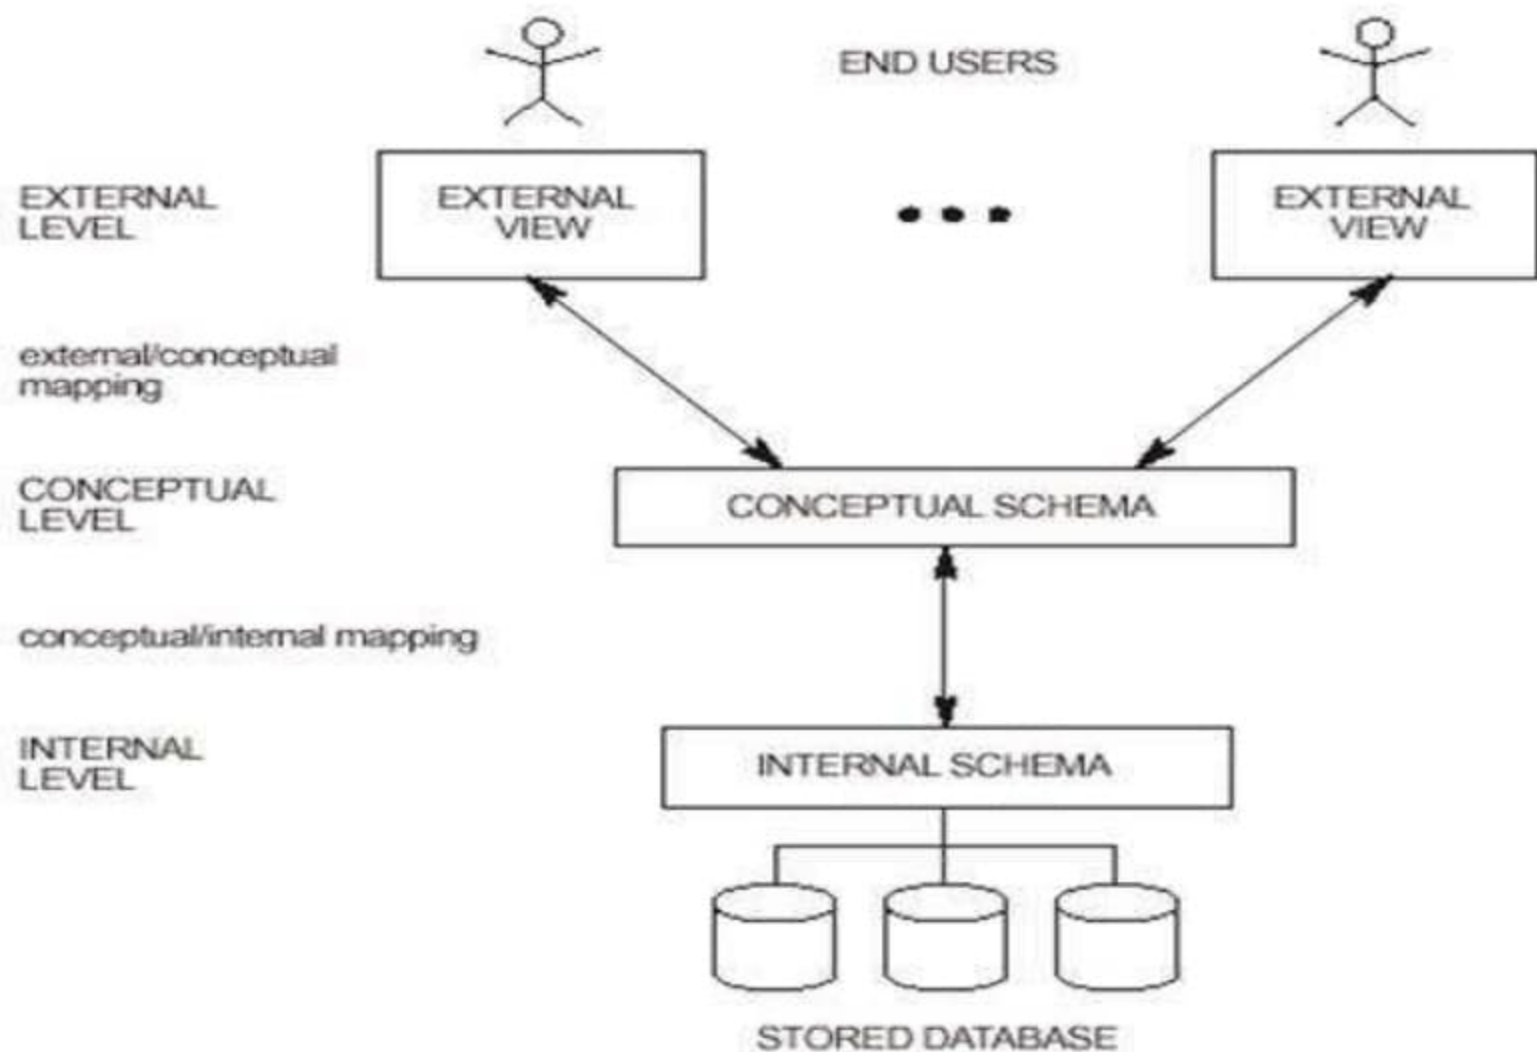 END USERS
EXTERNAL
LEVEL
EXTERNAL
VIEW
EXTERNAL
VIEW
external/conceptual
mapping
CONCEPTUAL
LEVEL
CONCEPTUAL SCHEMA
conceptual/internal mapping
INTERNAL
LEVEL
INTERNAL SCHEMA
STORED DATABASE